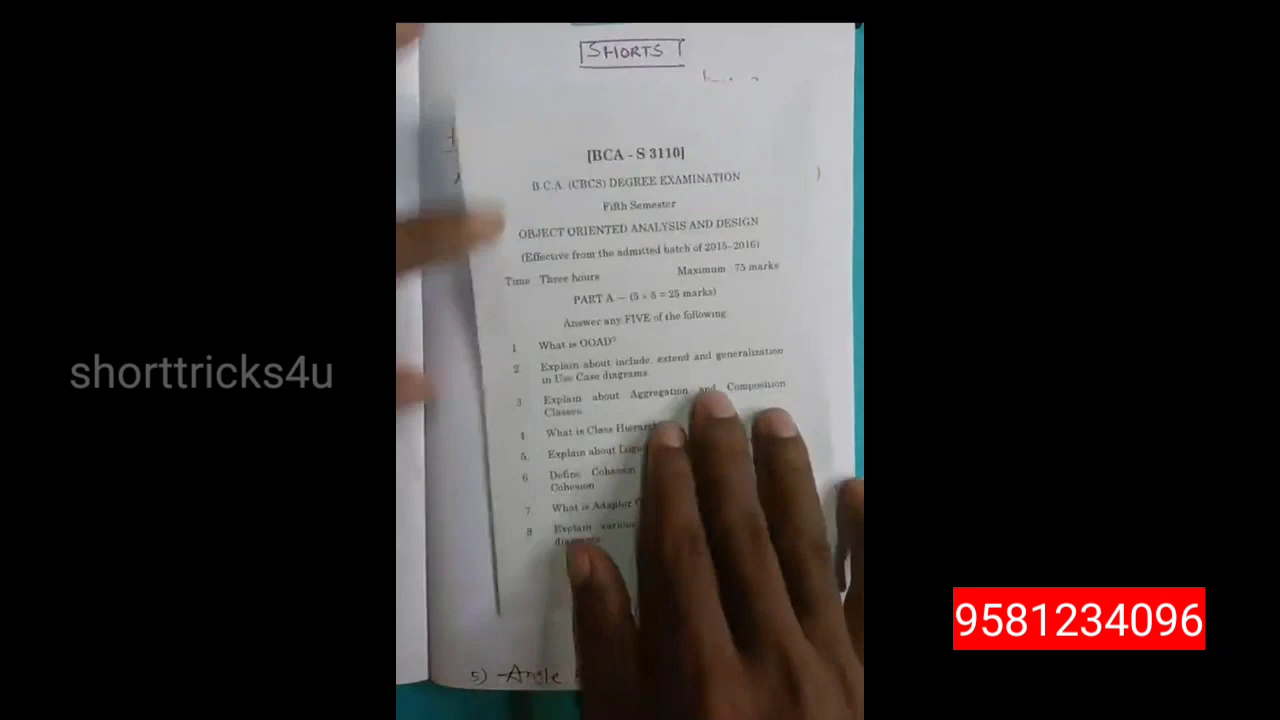 SHORTS
[BCA - S 3110]
B.C.A. (CBCS) DEGREE EXAMINATION
Fifth Semester
OBJECT ORIENTED ANALYSIS AND DESIGN
(Effective from the admitted batch of 2015–2016)
Time Three hours Maximum 75 marks
PART A — (5 × 5 = 25 marks)
Answer any FIVE of the following
1 What is OOAD?
2 Explain about include, extend and generalization
in Use Case diagrams
3 Explain about Aggregation and Composition
Classes
4 What is Class
5. Explain about
6 Define
Cohesion
7. What is Adapter
8 Explain various
5) Angle
shorttricks4u
9581234096